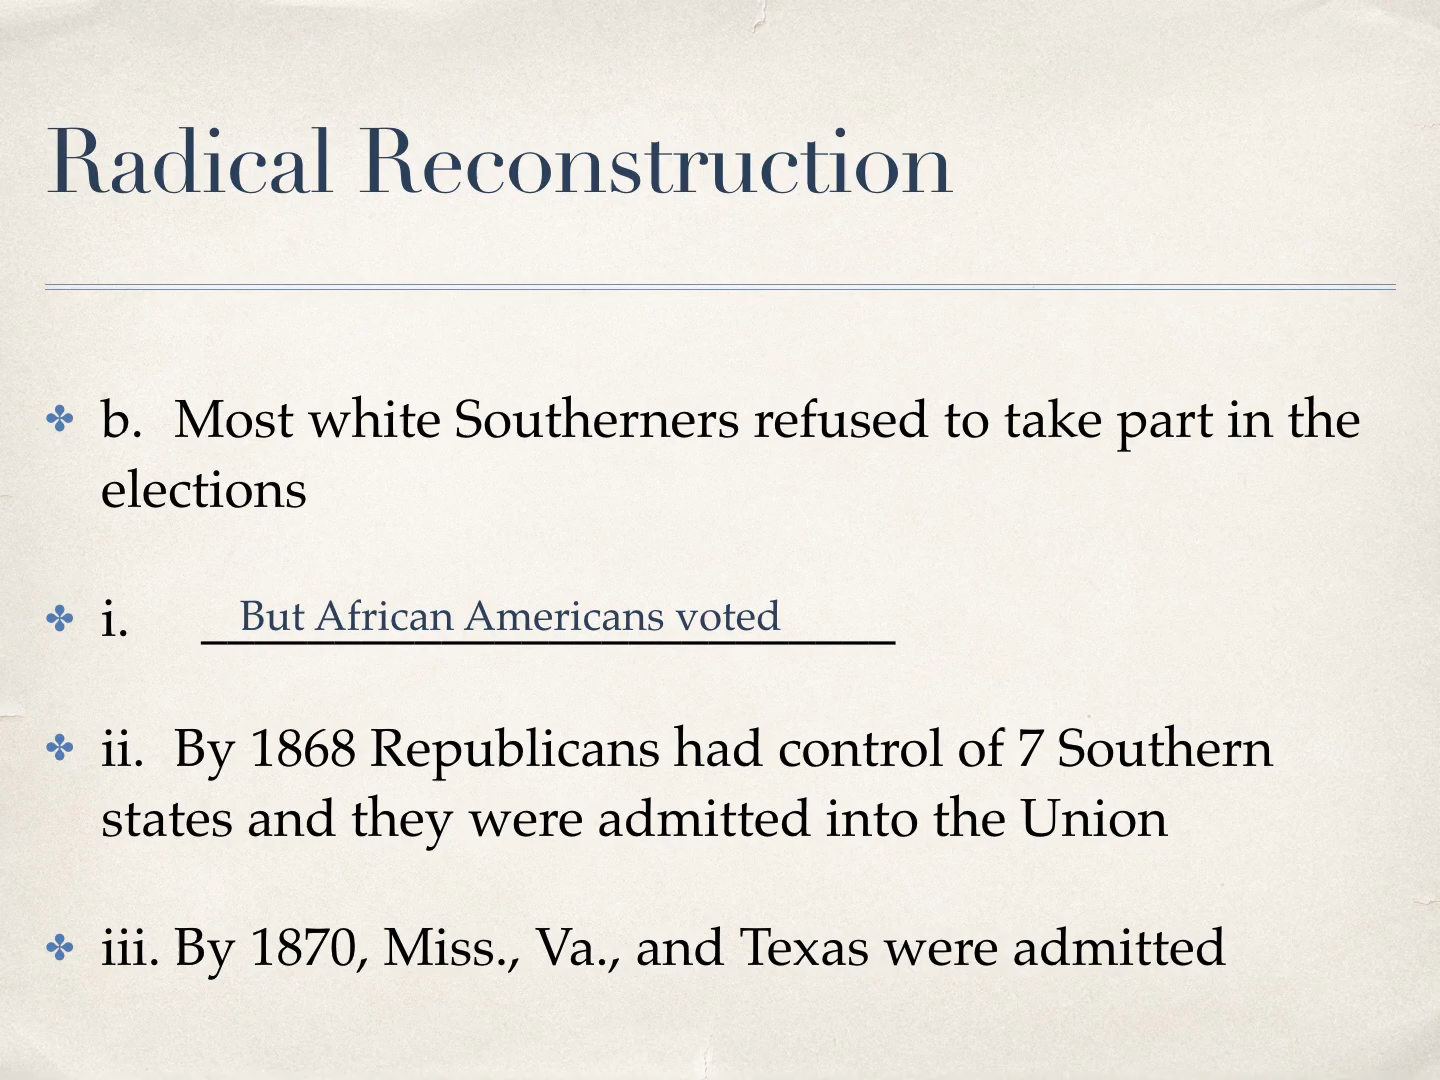 Radical Reconstruction
b. Most white Southerners refused to take part in the
elections
i. But African Americans voted
ii. By 1868 Republicans had control of 7 Southern
states and they were admitted into the Union
iii. By 1870, Miss., Va., and Texas were admitted